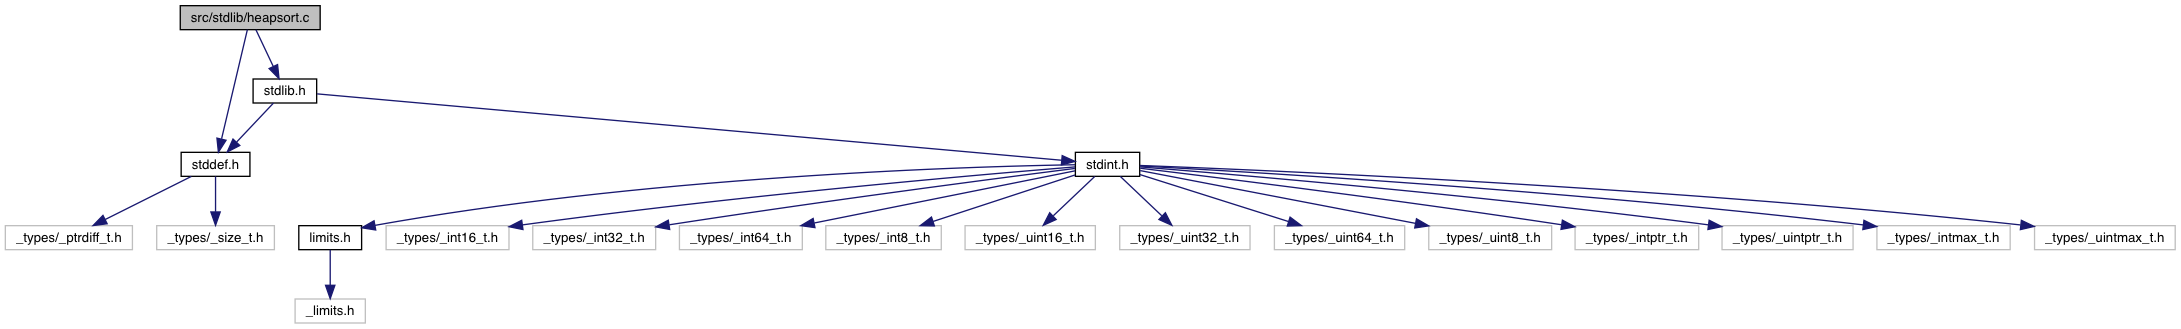 src/stdlib/heapsort.c
stdlib.h
stddef.h
stdint.h
_types/_ptrdiff_t.h
_types/_size_t.h
limits.h
_types/_int16_t.h
_types/_int32_t.h
_types/_int64_t.h
_types/_int8_t.h
_types/_uint16_t.h
_types/_uint32_t.h
_types/_uint64_t.h
_types/_uint8_t.h
_types/_intptr_t.h
_types/_uintptr_t.h
_types/_intmax_t.h
_types/_uintmax_t.h
_limits.h